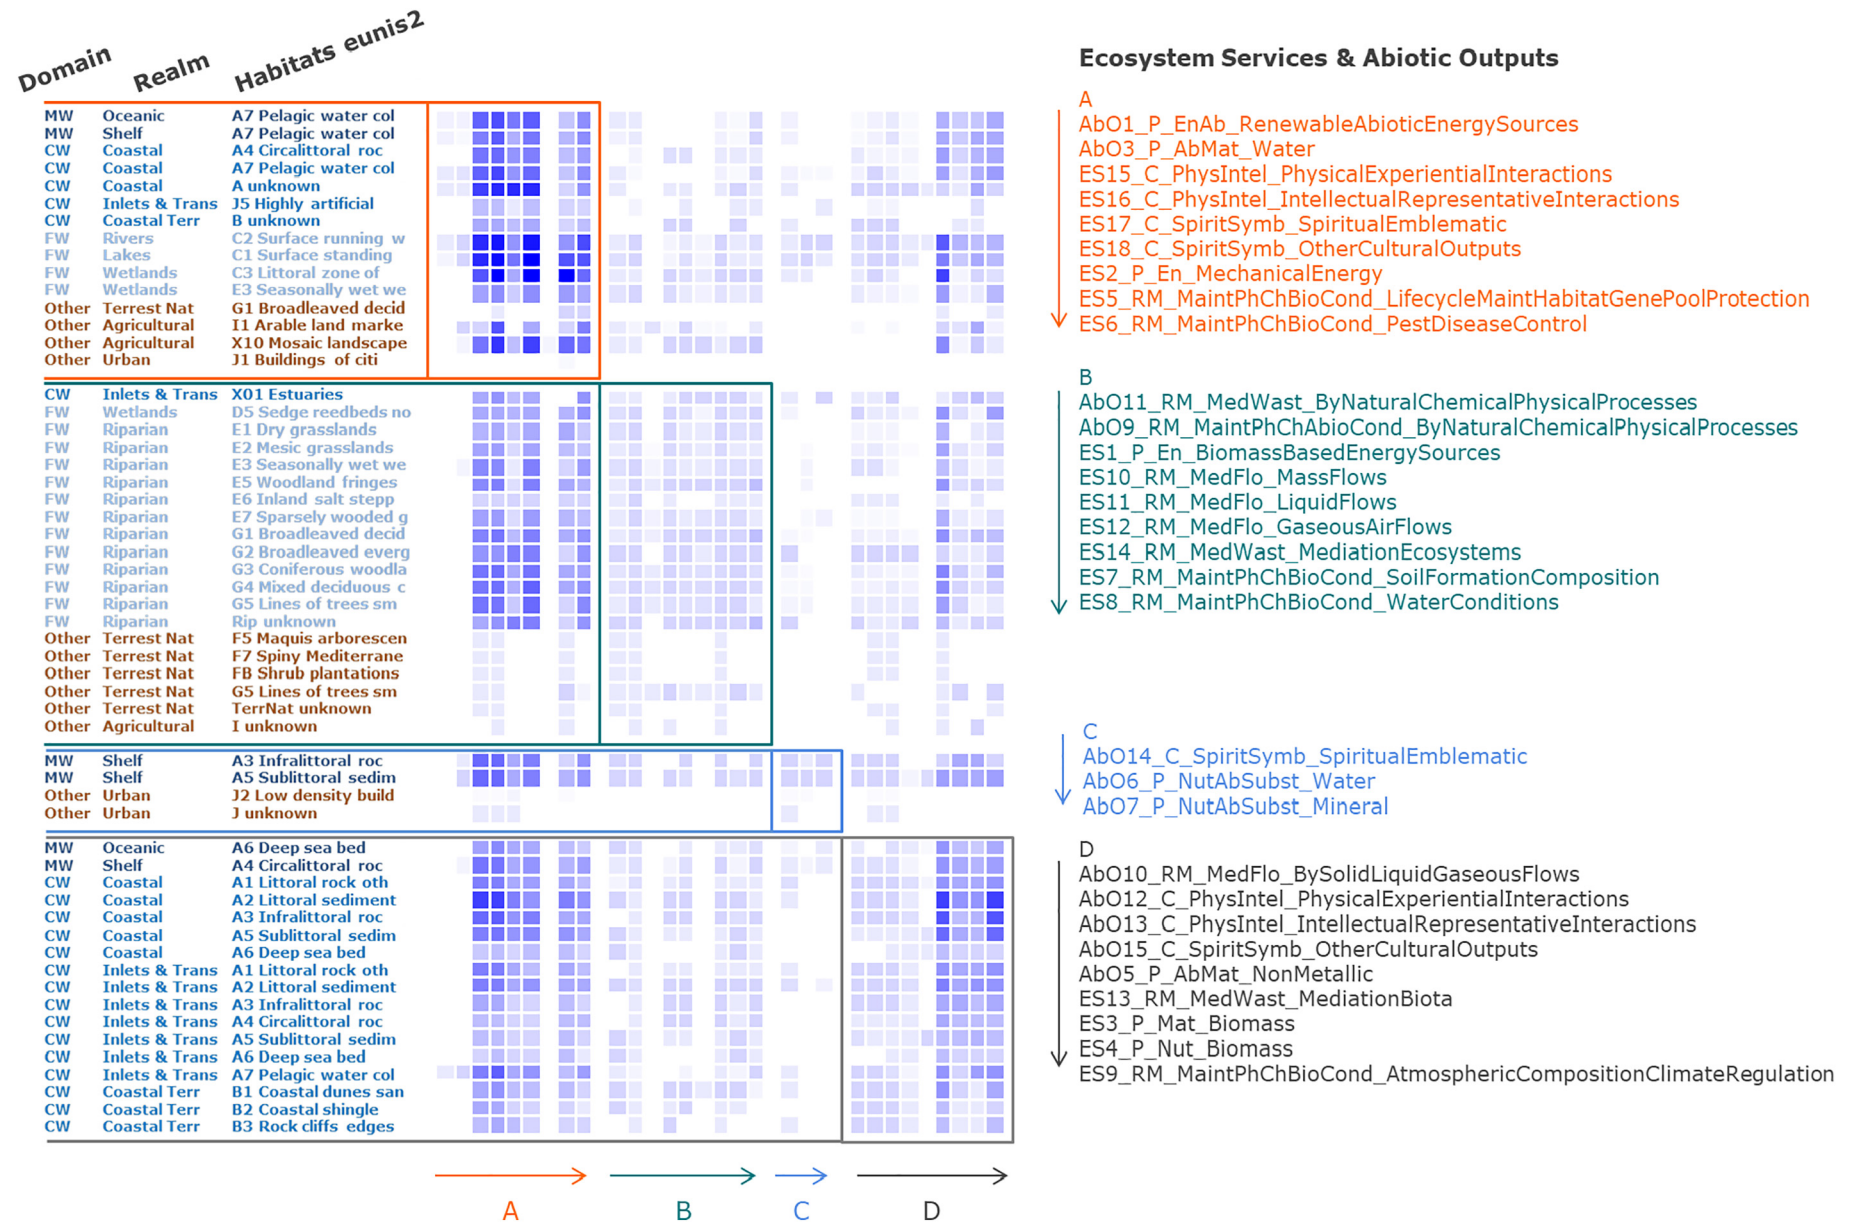 Domain Realm Habitats eunis2
MW Oceanic A7 Pelagic water col
MW Shelf A7 Pelagic water col
CW Coastal A4 Circalittoral roc
CW Coastal A7 Pelagic water col
CW Coastal A unknown
CW Inlets & Trans J5 Highly artificial
CW Coastal Terr B unknown
FW Rivers C2 Surface running w
FW Lakes C1 Surface standing
FW Wetlands C3 Littoral zone of
FW Wetlands E3 Seasonally wet we
Other Terrest Nat G1 Broadleaved decid
Other Agricultural I1 Arable land marke
Other Agricultural X10 Mosaic landscape
Other Urban J1 Buildings of citi
CW Inlets & Trans X01 Estuaries
FW Wetlands D5 Sedge reedbeds no
FW Riparian E1 Dry grasslands
FW Riparian E2 Mesic grasslands
FW Riparian E3 Seasonally wet we
FW Riparian E5 Woodland fringes
FW Riparian E6 Inland salt stepp
FW Riparian E7 Sparsely wooded g
FW Riparian G1 Broadleaved decid
FW Riparian G2 Broadleaved everg
FW Riparian G3 Coniferous woodla
FW Riparian G4 Mixed deciduous c
FW Riparian G5 Lines of trees sm
FW Riparian Rip unknown
Other Terrest Nat F5 Maquis arborescen
Other Terrest Nat F7 Spiny Mediterrane
Other Terrest Nat FB Shrub plantations
Other Terrest Nat G5 Lines of trees sm
Other Terrest Nat TerrNat unknown
Other Agricultural I unknown
MW Shelf A3 Infralittoral roc
MW Shelf A5 Sublittoral sedim
Other Urban J2 Low density build
Other Urban J unknown
MW Oceanic A6 Deep sea bed
MW Shelf A4 Circalittoral roc
CW Coastal A1 Littoral rock oth
CW Coastal A2 Littoral sediment
CW Coastal A3 Infralittoral roc
CW Coastal A5 Sublittoral sedim
CW Coastal A6 Deep sea bed
CW Inlets & Trans A1 Littoral rock oth
CW Inlets & Trans A2 Littoral sediment
CW Inlets & Trans A3 Infralittoral roc
CW Inlets & Trans A4 Circalittoral roc
CW Inlets & Trans A5 Sublittoral sedim
CW Inlets & Trans A6 Deep sea bed
CW Inlets & Trans A7 Pelagic water col
CW Coastal Terr B1 Coastal dunes san
CW Coastal Terr B2 Coastal shingle
CW Coastal Terr B3 Rock cliffs edges
A B C D
Ecosystem Services & Abiotic Outputs
A
AbO1_P_EnAb_RenewableAbioticEnergySources
AbO3_P_AbMat_Water
ES15_C_PhysIntel_PhysicalExperientialInteractions
ES16_C_PhysIntel_IntellectualRepresentativeInteractions
ES17_C_SpiritSymb_SpiritualEmblematic
ES18_C_SpiritSymb_OtherCulturalOutputs
ES2_P_En_MechanicalEnergy
ES5_RM_MaintPhChBioCond_LifecycleMaintHabitatGenePoolProtection
ES6_RM_MaintPhChBioCond_PestDiseaseControl
B
AbO11_RM_MedWast_ByNaturalChemicalPhysicalProcesses
AbO9_RM_MaintPhChAbioCond_ByNaturalChemicalPhysicalProcesses
ES1_P_En_BiomassBasedEnergySources
ES10_RM_MedFlo_MassFlows
ES11_RM_MedFlo_LiquidFlows
ES12_RM_MedFlo_GaseousAirFlows
ES14_RM_MedWast_MediationEcosystems
ES7_RM_MaintPhChBioCond_SoilFormationComposition
ES8_RM_MaintPhChBioCond_WaterConditions
C
AbO14_C_SpiritSymb_SpiritualEmblematic
AbO6_P_NutAbSubst_Water
AbO7_P_NutAbSubst_Mineral
D
AbO10_RM_MedFlo_BySolidLiquidGaseousFlows
AbO12_C_PhysIntel_PhysicalExperientialInteractions
AbO13_C_PhysIntel_IntellectualRepresentativeInteractions
AbO15_C_SpiritSymb_OtherCulturalOutputs
AbO5_P_AbMat_NonMetallic
ES13_RM_MedWast_MediationBiota
ES3_P_Mat_Biomass
ES4_P_Nut_Biomass
ES9_RM_MaintPhChBioCond_AtmosphericCompositionClimateRegulation